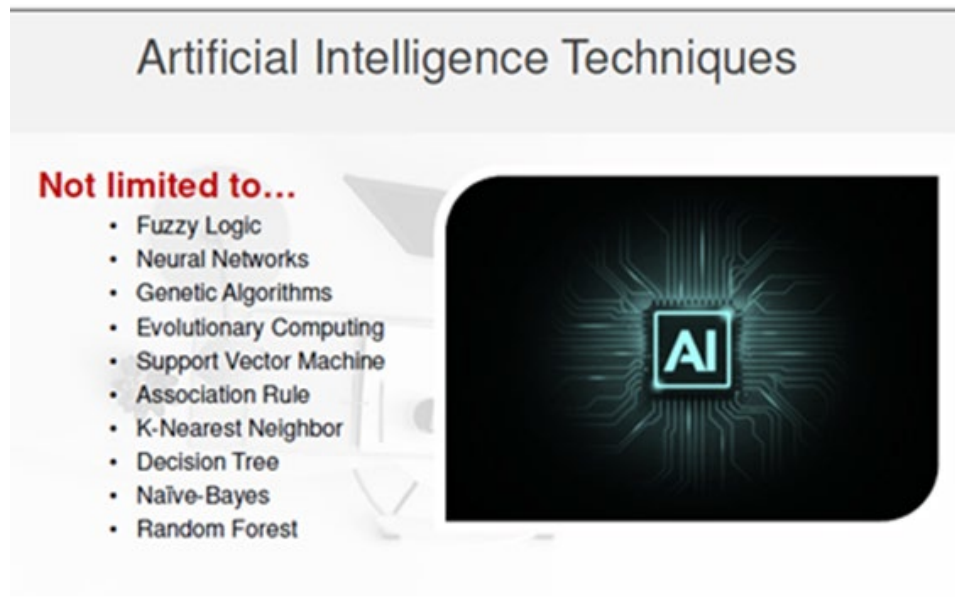 Artificial Intelligence Techniques
Not limited to...
• Fuzzy Logic
• Neural Networks
• Genetic Algorithms
• Evolutionary Computing
• Support Vector Machine
• Association Rule
• K-Nearest Neighbor
• Decision Tree
• Naïve-Bayes
• Random Forest
AI